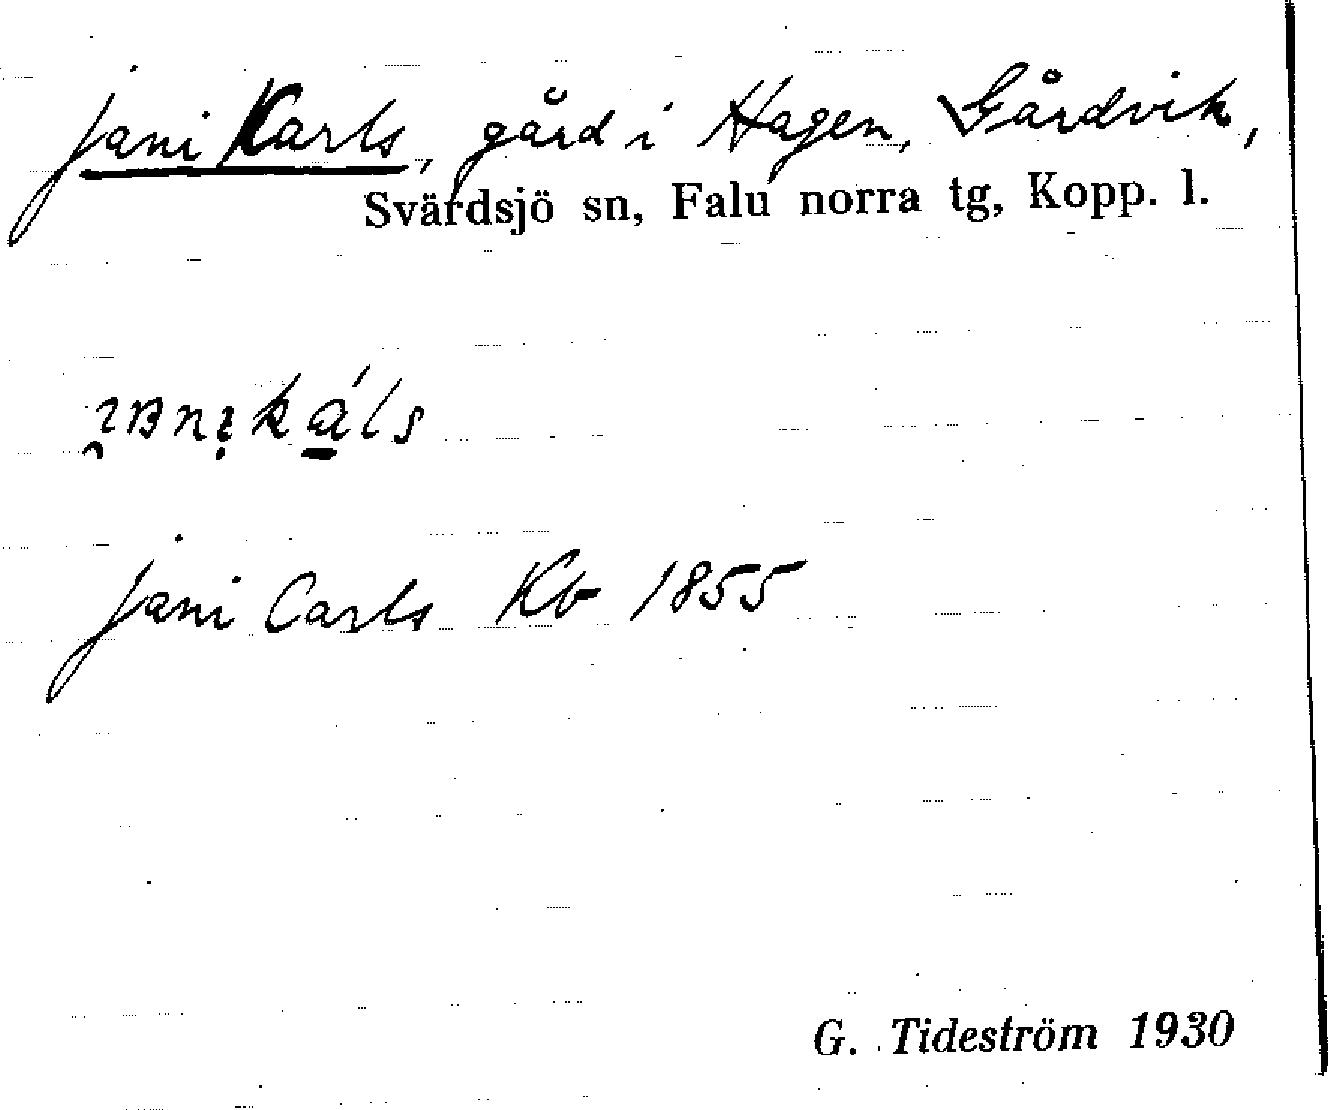 jani Karls, gård i Hagen, Gårdvik,
Svärdsjö sn, Falu norra tg, Kopp. l.
jani Carls Kb 1855
G. Tideström 1930